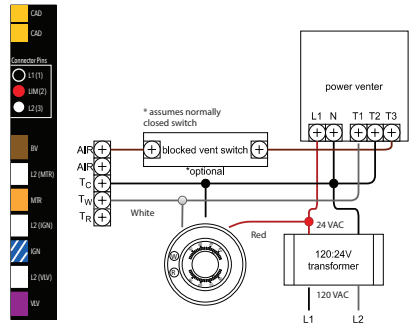 CAD
CAD
Connector Pins
L1 (1)
LIM (2)
L2 (3)
BV
L2 (MTR)
MTR
L2 (IGN)
IGN
L2 (VLV)
VLV
* assumes normally
closed switch
blocked vent switch
*optional
AIR
AIR
TC
TW
TR
White
Red
W
R
power venter
L1 N T1 T2 T3
24 VAC
120:24V
transformer
120 VAC
L1 L2